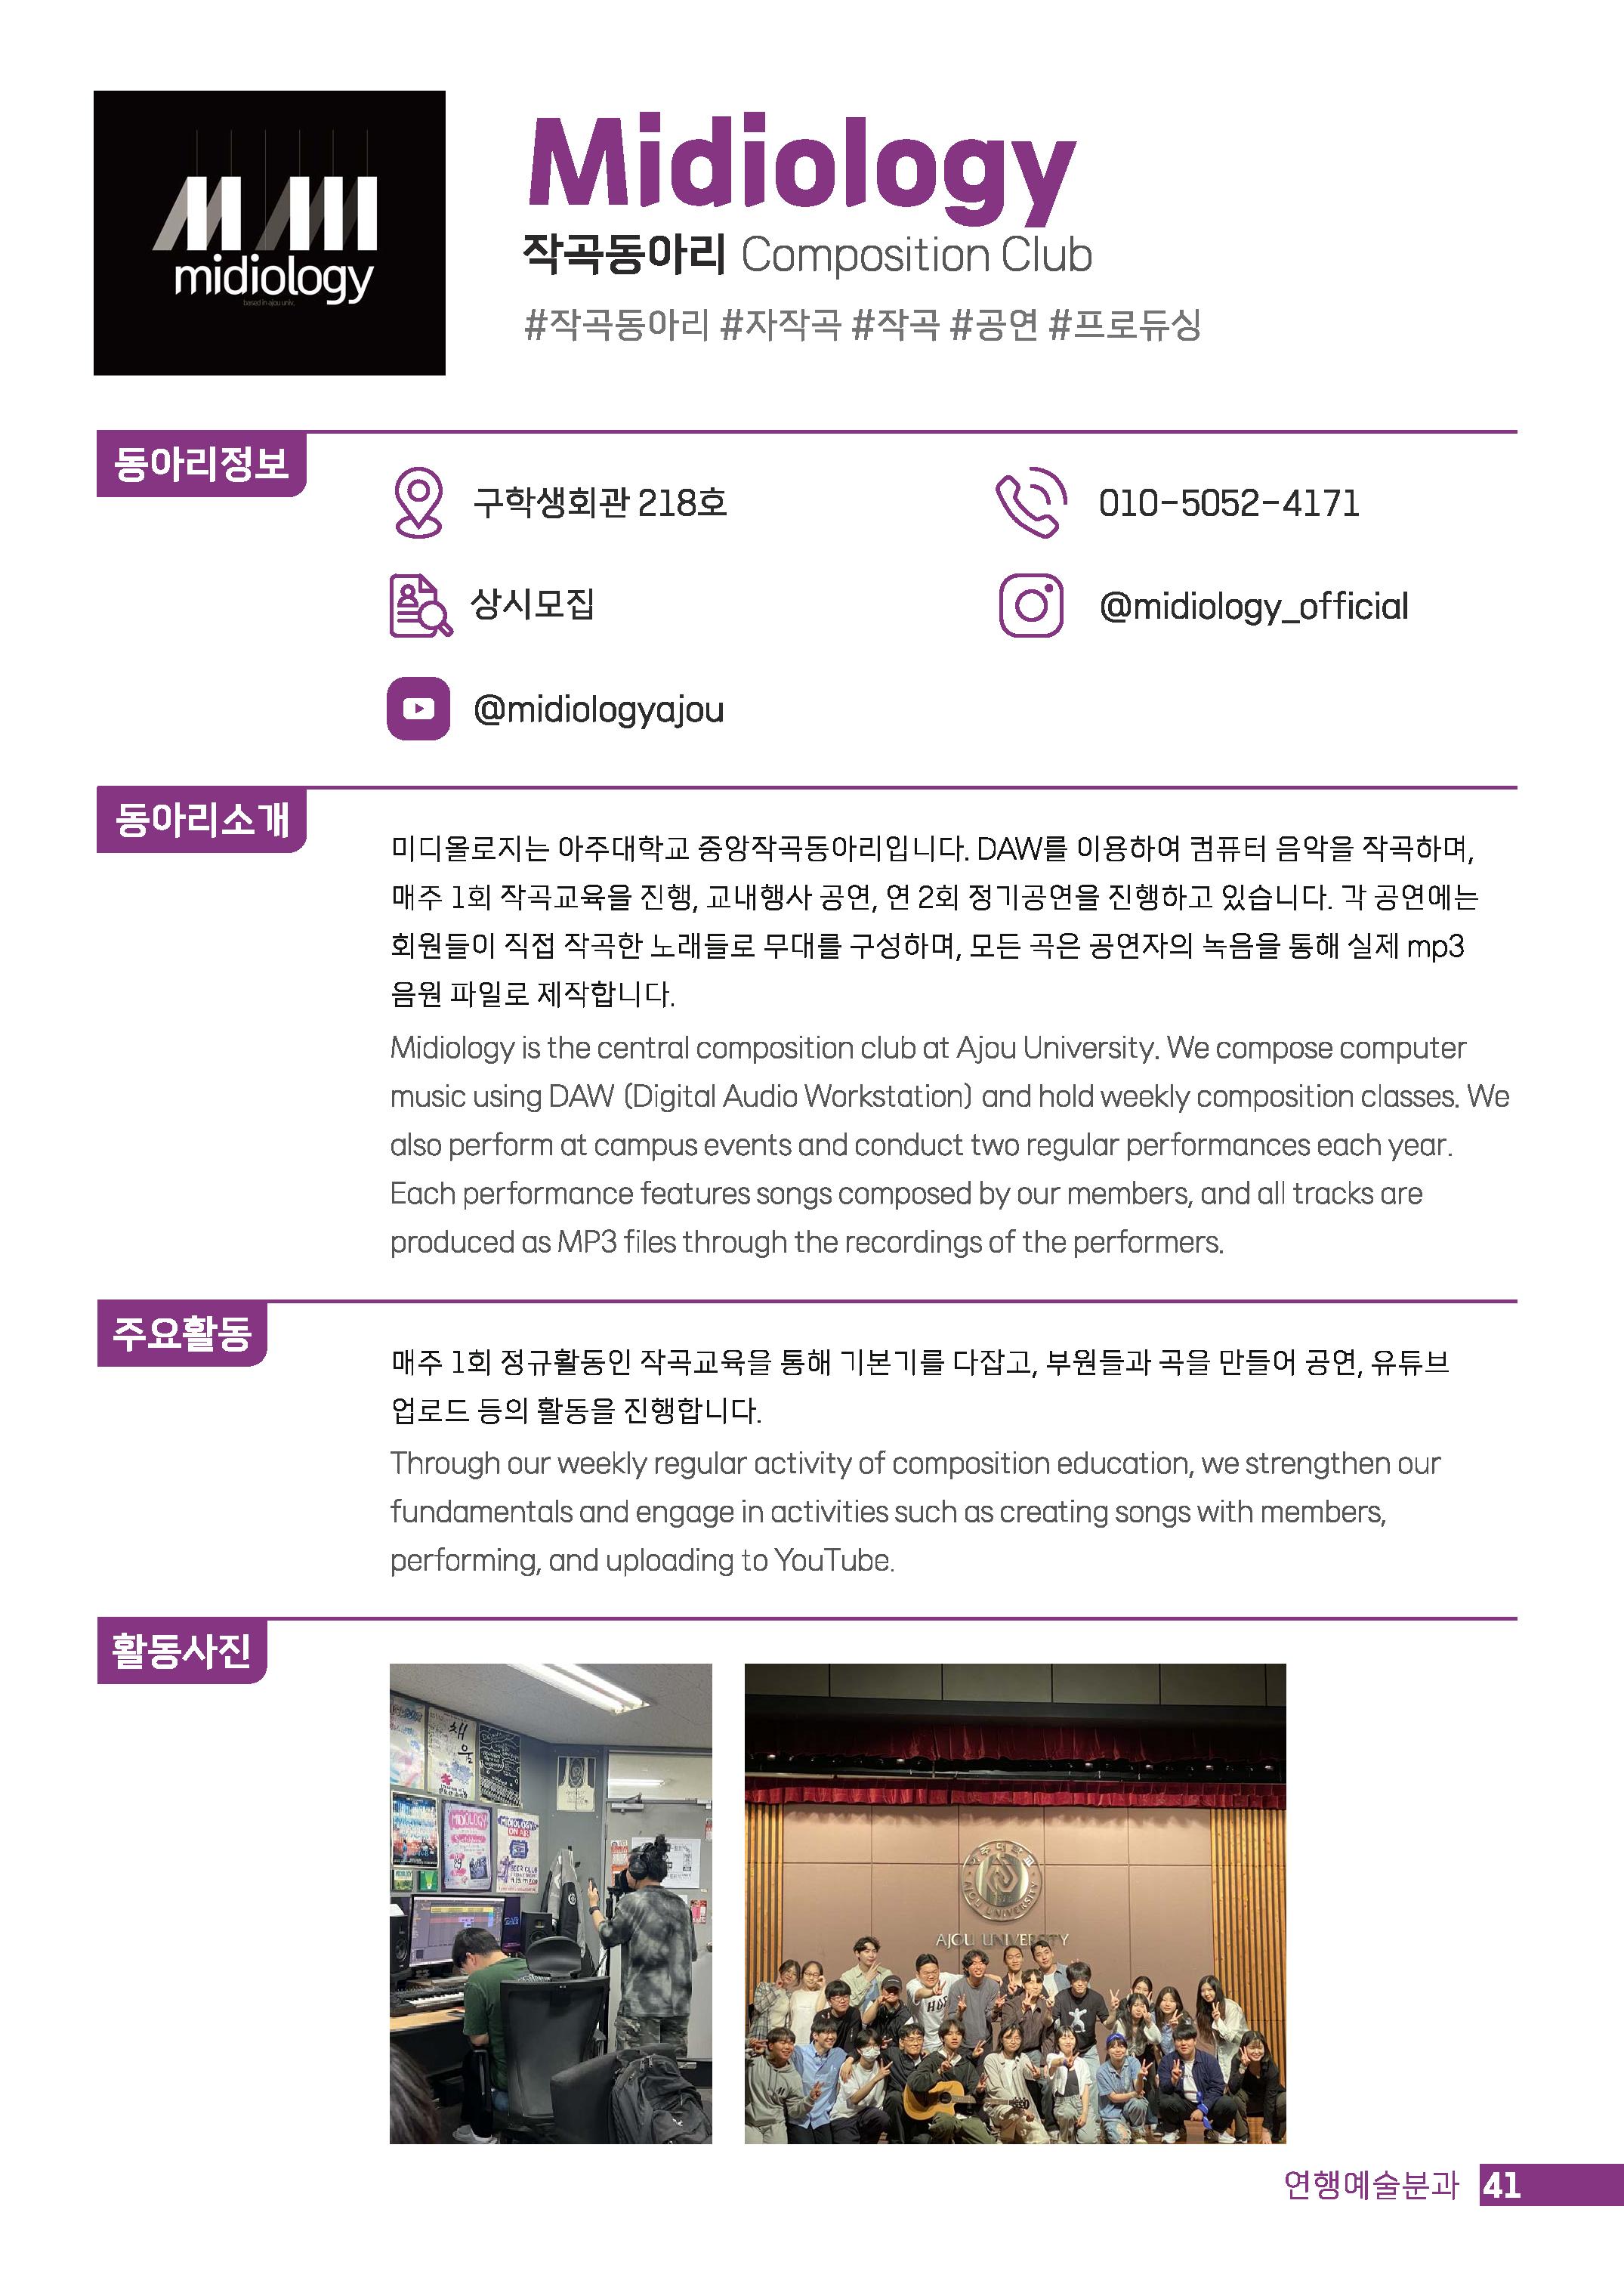 midiology
based in ajou univ.
Midiology
작곡동아리 Composition Club
#작곡동아리 #자작곡 #작곡 #공연 #프로듀싱
동아리정보
구학생회관 218호
010-5052-4171
상시모집
@midiology_official
@midiologyajou
동아리소개
미디올로지는 아주대학교 중앙작곡동아리입니다. DAW를 이용하여 컴퓨터 음악을 작곡하며,
매주 1회 작곡교육을 진행, 교내행사 공연, 연 2회 정기공연을 진행하고 있습니다. 각 공연에는
회원들이 직접 작곡한 노래들로 무대를 구성하며, 모든 곡은 공연자의 녹음을 통해 실제 mp3
음원 파일로 제작합니다.
Midiology is the central composition club at Ajou University. We compose computer
music using DAW (Digital Audio Workstation) and hold weekly composition classes. We
also perform at campus events and conduct two regular performances each year.
Each performance features songs composed by our members, and all tracks are
produced as MP3 files through the recordings of the performers.
주요활동
매주 1회 정규활동인 작곡교육을 통해 기본기를 다잡고, 부원들과 곡을 만들어 공연, 유튜브
업로드 등의 활동을 진행합니다.
Through our weekly regular activity of composition education, we strengthen our
fundamentals and engage in activities such as creating songs with members,
performing, and uploading to YouTube.
활동사진
채움
MIDIOLOGY
MIDIOLOGY
ON AIR
BEER CLUB
아주대학교
AJOU UNIVERSITY
AJOU UNIVERSITY
연행예술분과 41